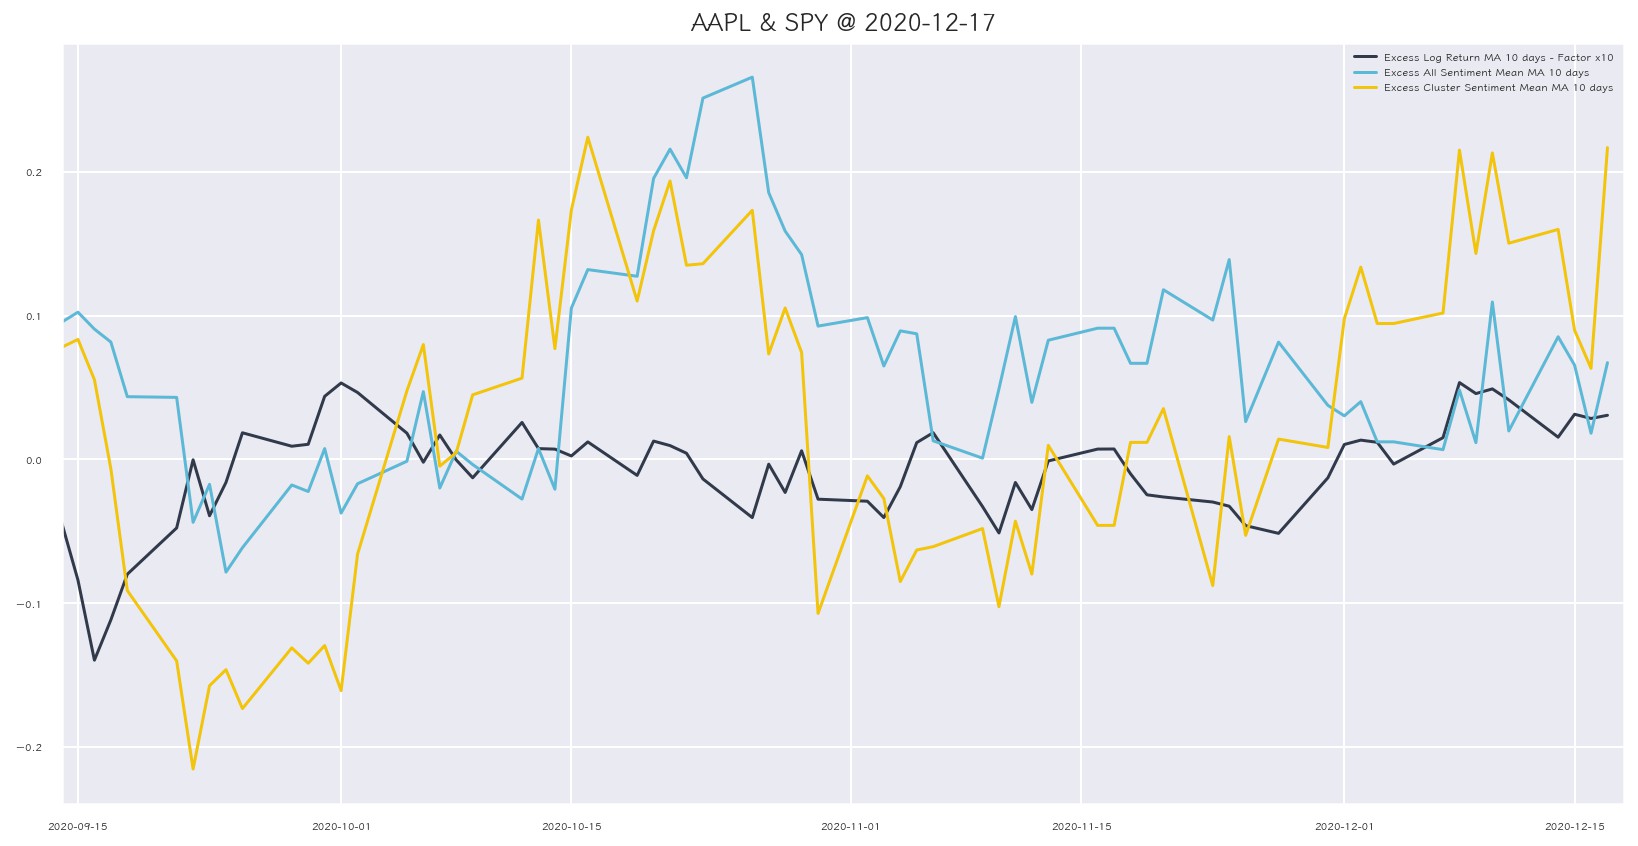 AAPL & SPY @ 2020-12-17
Excess Log Return MA 10 days - Factor x10
Excess All Sentiment Mean MA 10 days
Excess Cluster Sentiment Mean MA 10 days
0.2
0.1
0.0
−0.1
−0.2
2020-09-15 2020-10-01 2020-10-15 2020-11-01 2020-11-15 2020-12-01 2020-12-15